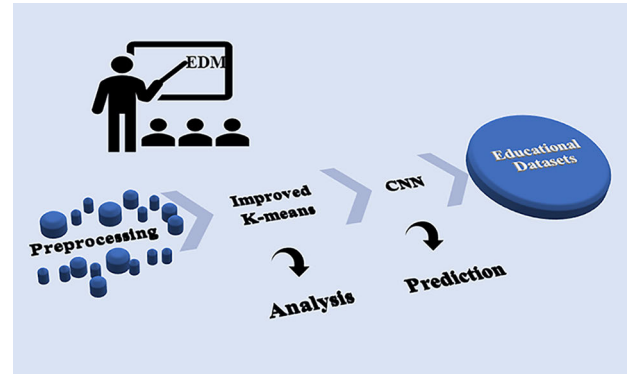 EDM
Preprocessing
Improved
K-means
CNN
Educational
Datasets
Analysis
Prediction